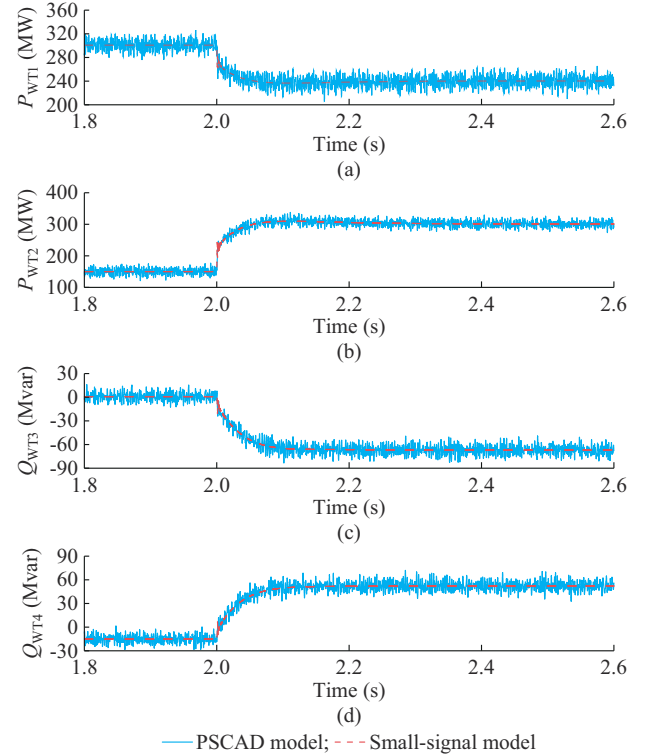 360
320
280
240
200
P_WT1 (MW)
1.8 2.0 2.2 2.4 2.6
Time (s)
(a)
400
300
200
100
P_WT2 (MW)
1.8 2.0 2.2 2.4 2.6
Time (s)
(b)
30
0
-30
-60
-90
Q_WT3 (Mvar)
1.8 2.0 2.2 2.4 2.6
Time (s)
(c)
90
60
30
0
-30
Q_WT4 (Mvar)
1.8 2.0 2.2 2.4 2.6
Time (s)
(d)
PSCAD model; Small-signal model